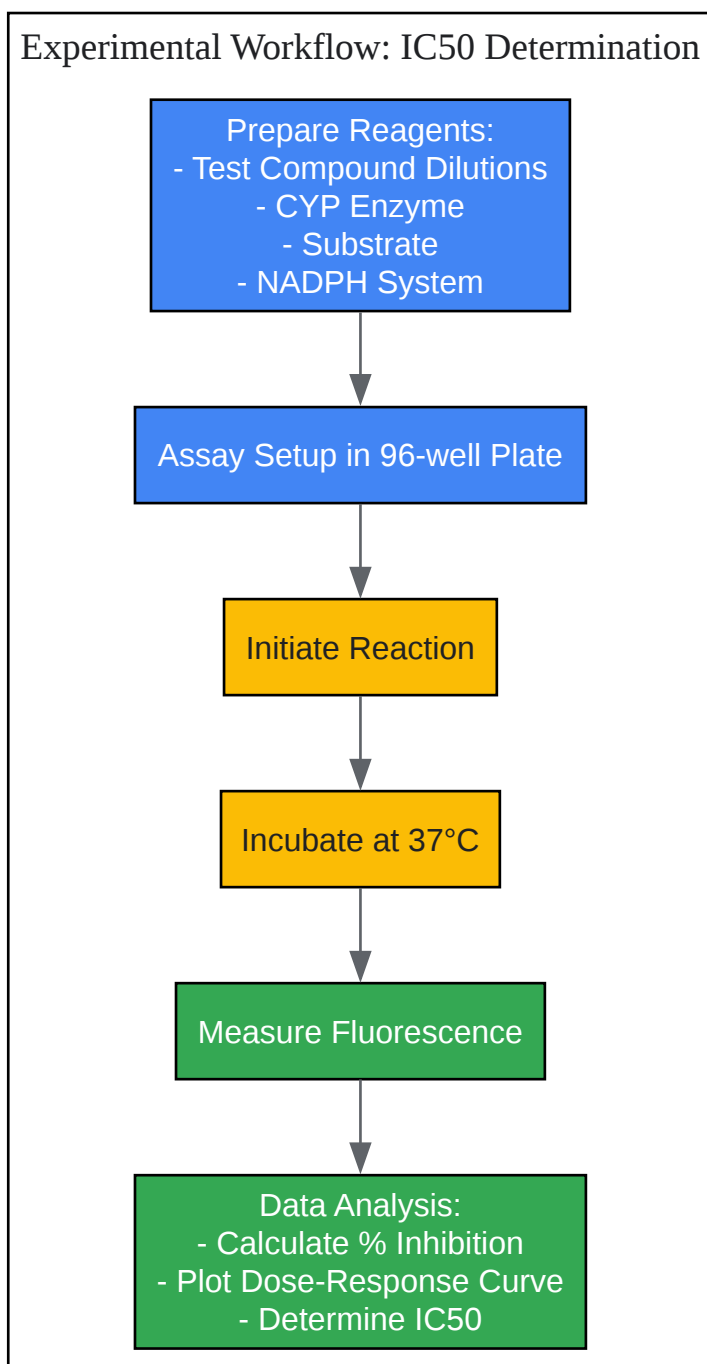 Experimental Workflow: IC50 Determination
Prepare Reagents:
- Test Compound Dilutions
- CYP Enzyme
- Substrate
- NADPH System
Assay Setup in 96-well Plate
Initiate Reaction
Incubate at 37°C
Measure Fluorescence
Data Analysis:
- Calculate % Inhibition
- Plot Dose-Response Curve
- Determine IC50